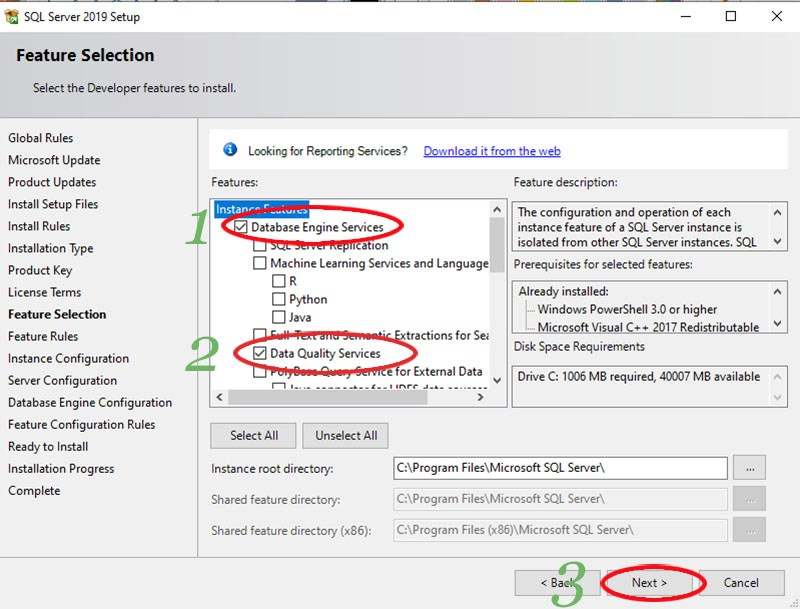 SQL Server 2019 Setup
Feature Selection
Select the Developer features to install.
Global Rules
Microsoft Update
Product Updates
Install Setup Files
Install Rules
Installation Type
Product Key
License Terms
Feature Selection
Feature Rules
Instance Configuration
Server Configuration
Database Engine Configuration
Feature Configuration Rules
Ready to Install
Installation Progress
Complete
Looking for Reporting Services? Download it from the web
Features:
Instance Features
1
Database Engine Services
SQL Server Replication
Machine Learning Services and Language
R
Python
Java
Full-Text and Semantic Extractions for Sea
2
Data Quality Services
PolyBase Query Service for External Data
Java connector for HDFS data sources
Select All
Unselect All
Feature description:
The configuration and operation of each
instance feature of a SQL Server instance is
isolated from other SQL Server instances. SQL
Prerequisites for selected features:
Already installed:
Windows PowerShell 3.0 or higher
Microsoft Visual C++ 2017 Redistributable
Disk Space Requirements
Drive C: 1006 MB required, 40007 MB available
Instance root directory: C:\Program Files\Microsoft SQL Server\ ...
Shared feature directory: C:\Program Files\Microsoft SQL Server\ ...
Shared feature directory (x86): C:\Program Files (x86)\Microsoft SQL Server\ ...
< Back
3
Next >
Cancel